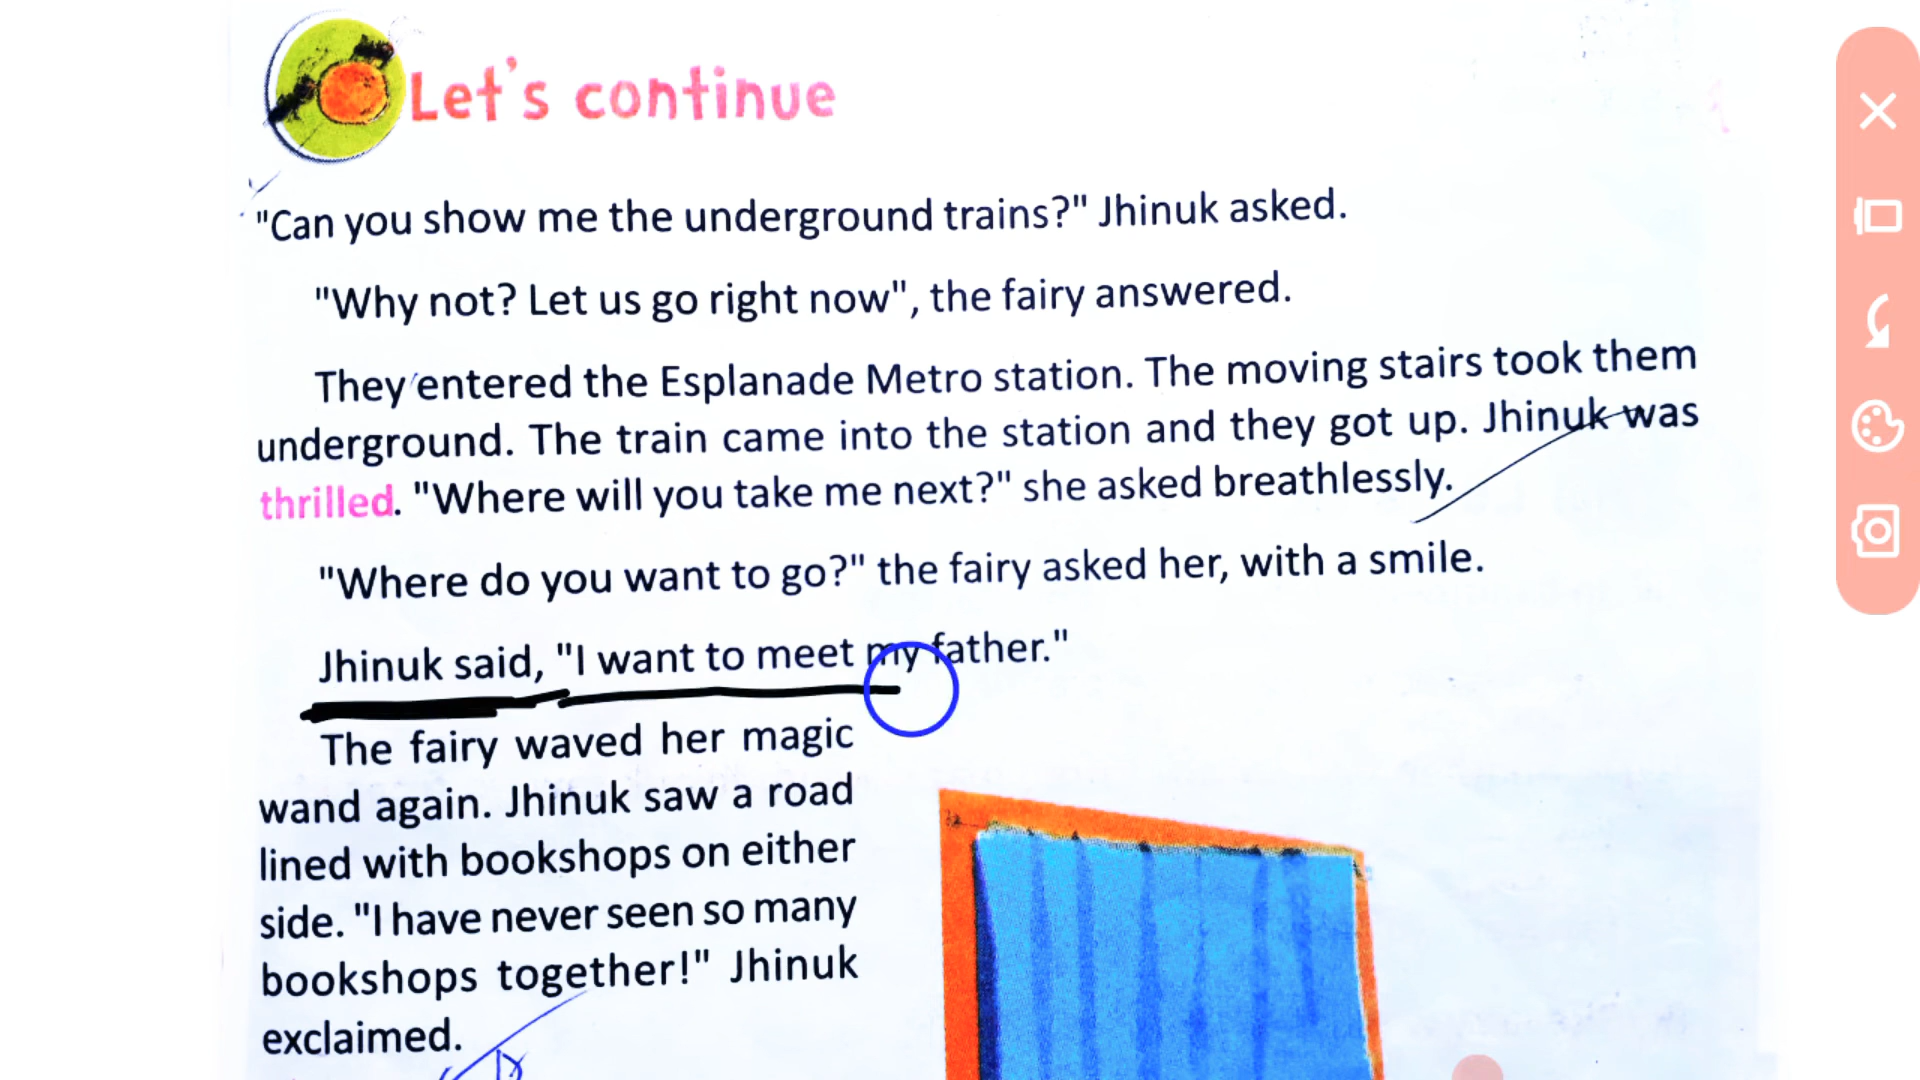 Let's continue
"Can you show me the underground trains?" Jhinuk asked.
"Why not? Let us go right now", the fairy answered.
They entered the Esplanade Metro station. The moving stairs took them
underground. The train came into the station and they got up. Jhinuk was
thrilled. "Where will you take me next?" she asked breathlessly.
"Where do you want to go?" the fairy asked her, with a smile.
Jhinuk said, "I want to meet my father."
The fairy waved her magic
wand again. Jhinuk saw a road
lined with bookshops on either
side. "I have never seen so many
bookshops together!" Jhinuk
exclaimed.